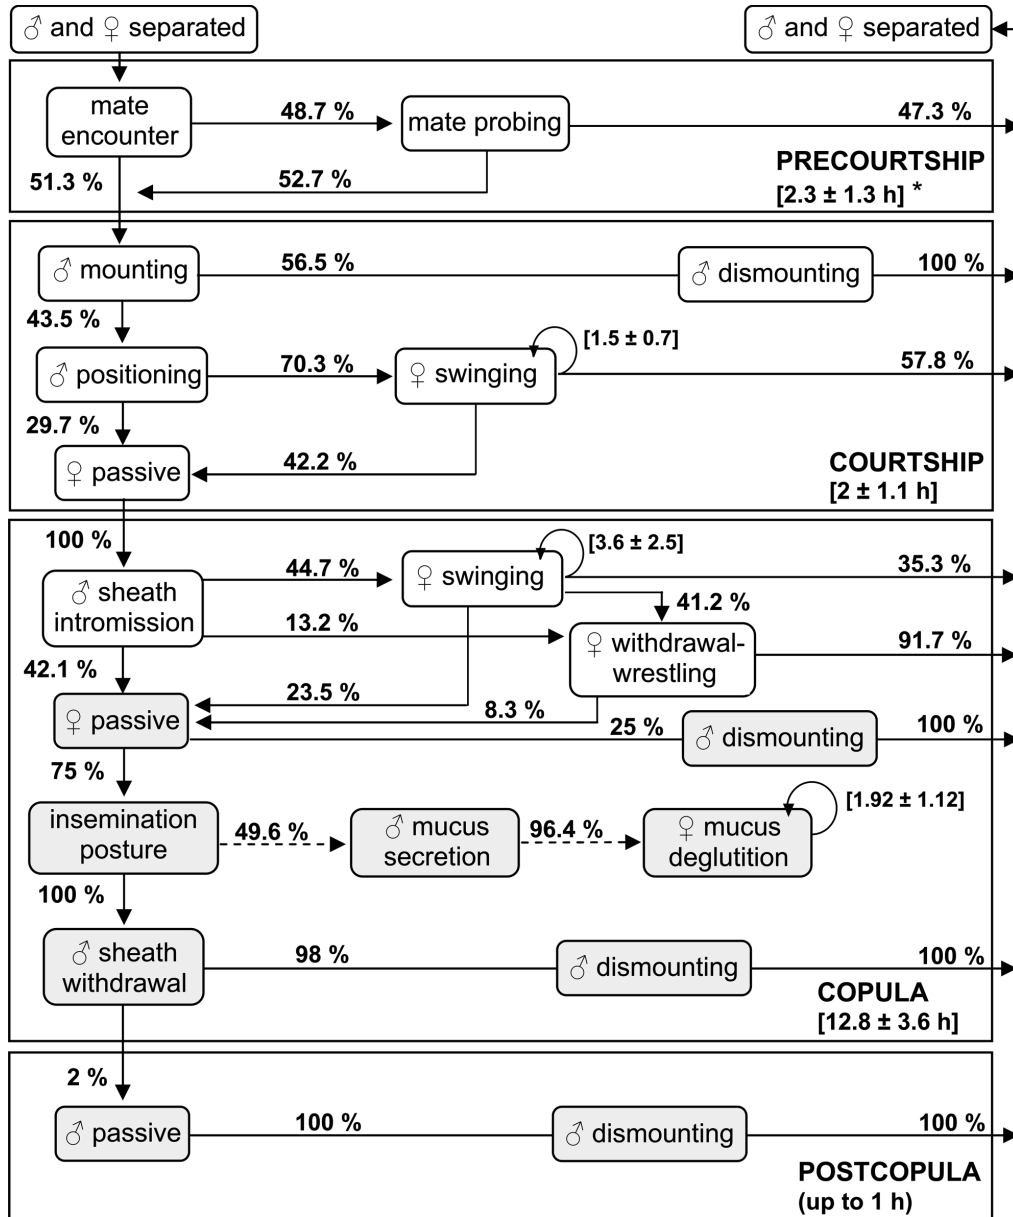 ♂ and ♀ separated
♂ and ♀ separated
mate
encounter
48.7 %
mate probing
47.3 %
51.3 %
52.7 %
PRECOURTSHIP
[2.3 ± 1.3 h] *
♂ mounting
56.5 %
♂ dismounting
100 %
43.5 %
♂ positioning
70.3 %
♀ swinging
[1.5 ± 0.7]
57.8 %
29.7 %
♀ passive
42.2 %
COURTSHIP
[2 ± 1.1 h]
100 %
♂ sheath
intromission
44.7 %
♀ swinging
[3.6 ± 2.5]
35.3 %
41.2 %
13.2 %
♀ withdrawal-
wrestling
91.7 %
42.1 %
♀ passive
23.5 %
8.3 %
25 %
♂ dismounting
100 %
75 %
insemination
posture
49.6 %
♂ mucus
secretion
96.4 %
♀ mucus
deglutition
[1.92 ± 1.12]
100 %
♂ sheath
withdrawal
98 %
♂ dismounting
100 %
COPULA
[12.8 ± 3.6 h]
2 %
♂ passive
100 %
♂ dismounting
100 %
POSTCOPULA
(up to 1 h)